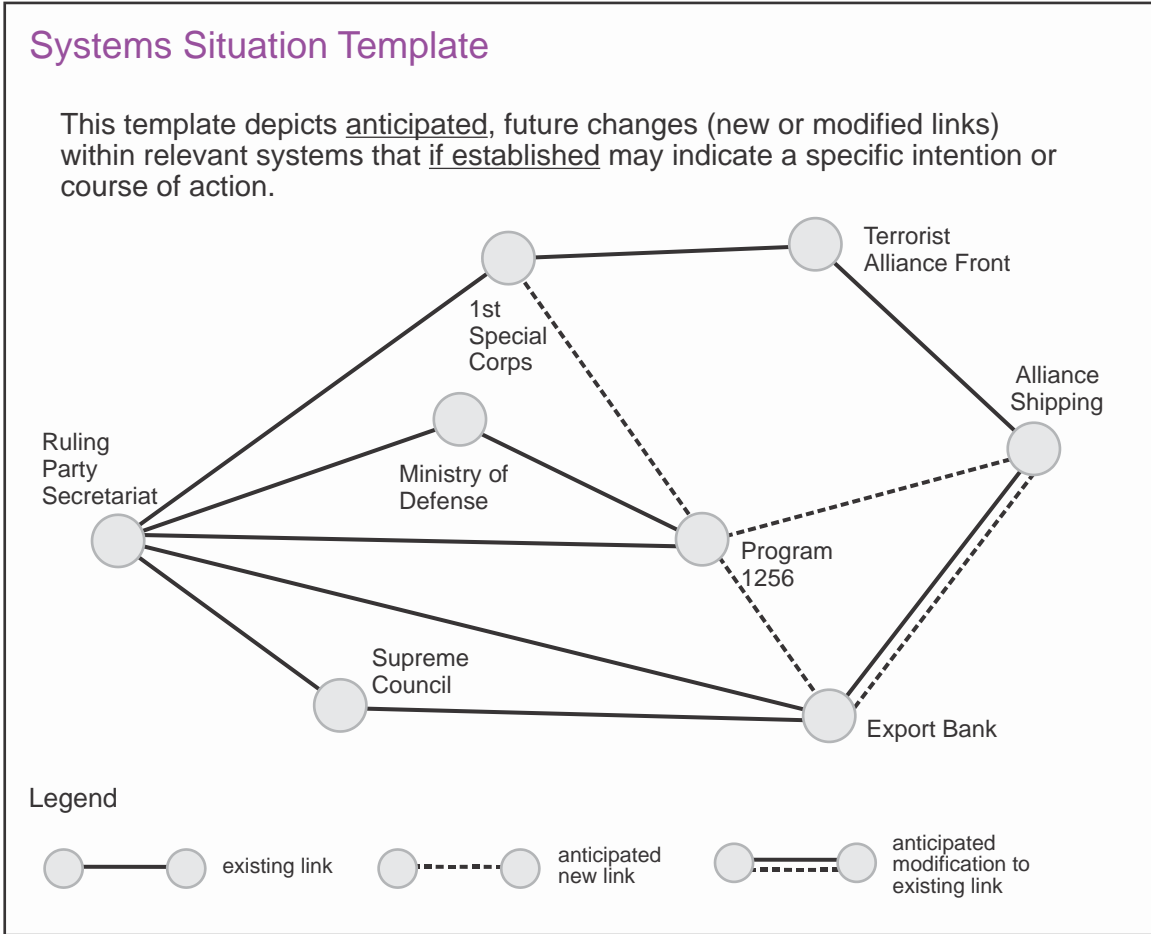 Systems Situation Template
This template depicts anticipated, future changes (new or modified links)
within relevant systems that if established may indicate a specific intention or
course of action.
Terrorist
Alliance Front
1st
Special
Corps
Alliance
Shipping
Ruling
Party
Secretariat
Ministry of
Defense
Program
1256
Supreme
Council
Export Bank
Legend
existing link
anticipated
new link
anticipated
modification to
existing link